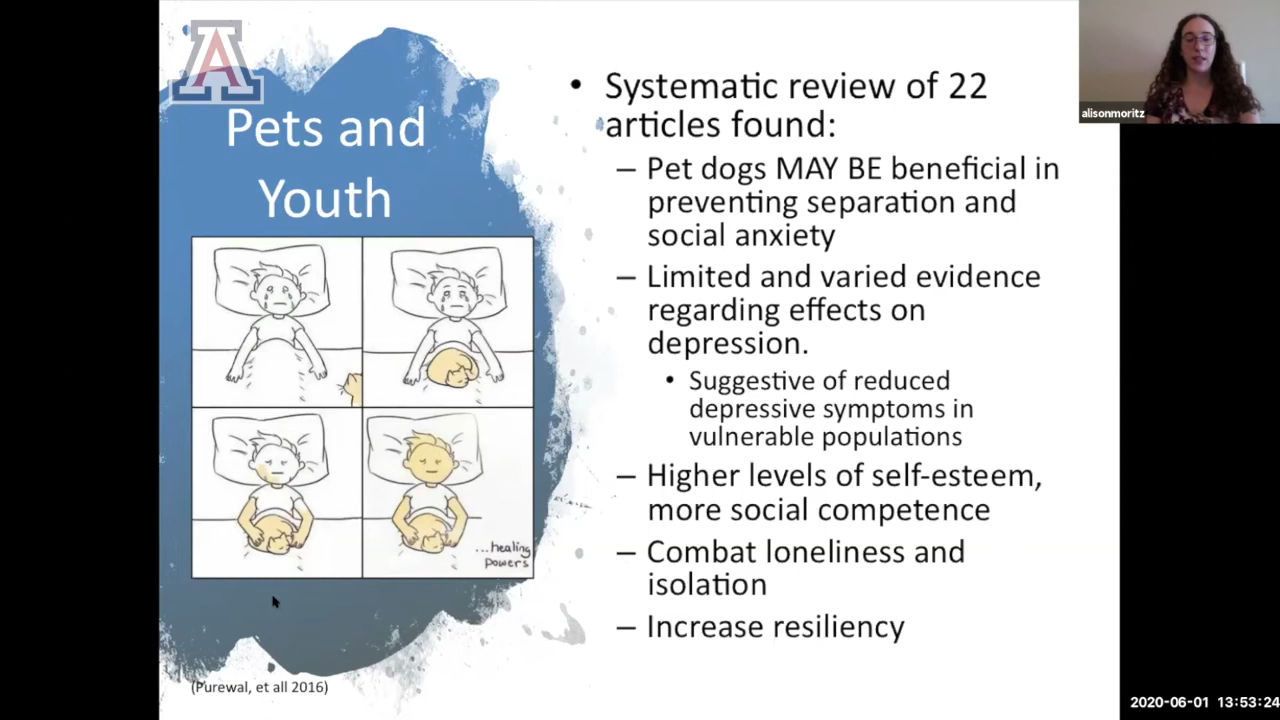 A
Pets and
Youth
...healing
powers
(Purewal, et all 2016)
• Systematic review of 22
articles found:
– Pet dogs MAY BE beneficial in
preventing separation and
social anxiety
– Limited and varied evidence
regarding effects on
depression.
• Suggestive of reduced
depressive symptoms in
vulnerable populations
– Higher levels of self-esteem,
more social competence
– Combat loneliness and
isolation
– Increase resiliency
alisonmoritz
2020-06-01 13:53:24